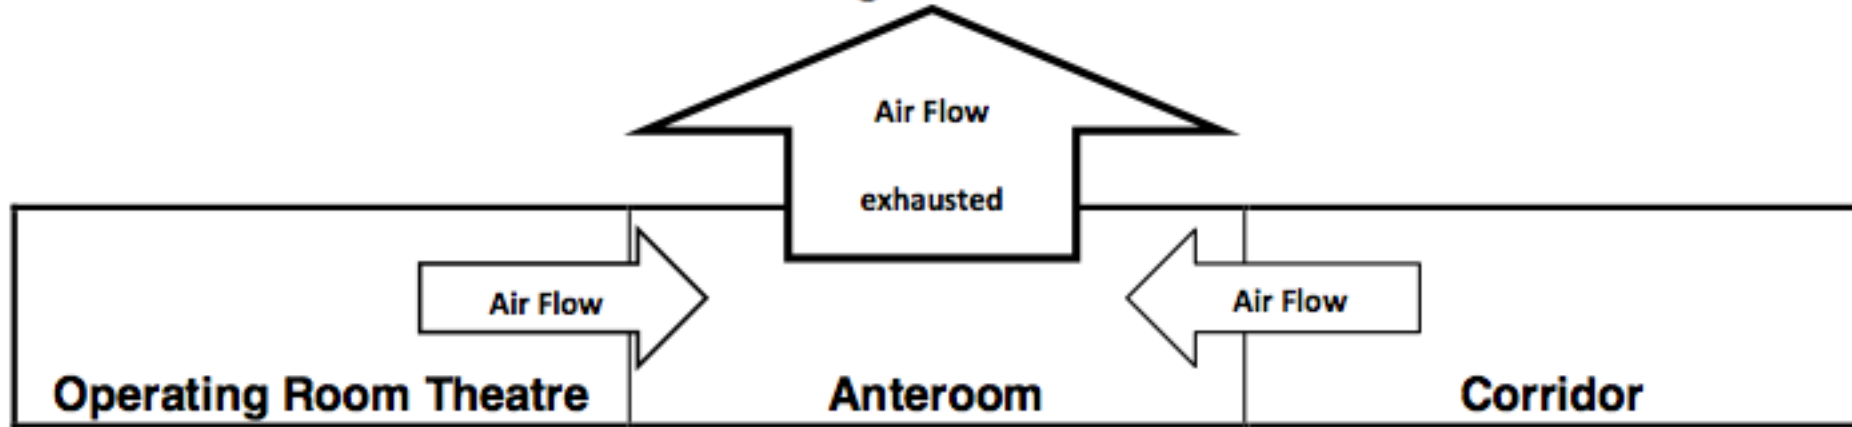 Air Flow
exhausted
Air Flow
Air Flow
Operating Room Theatre
Anteroom
Corridor